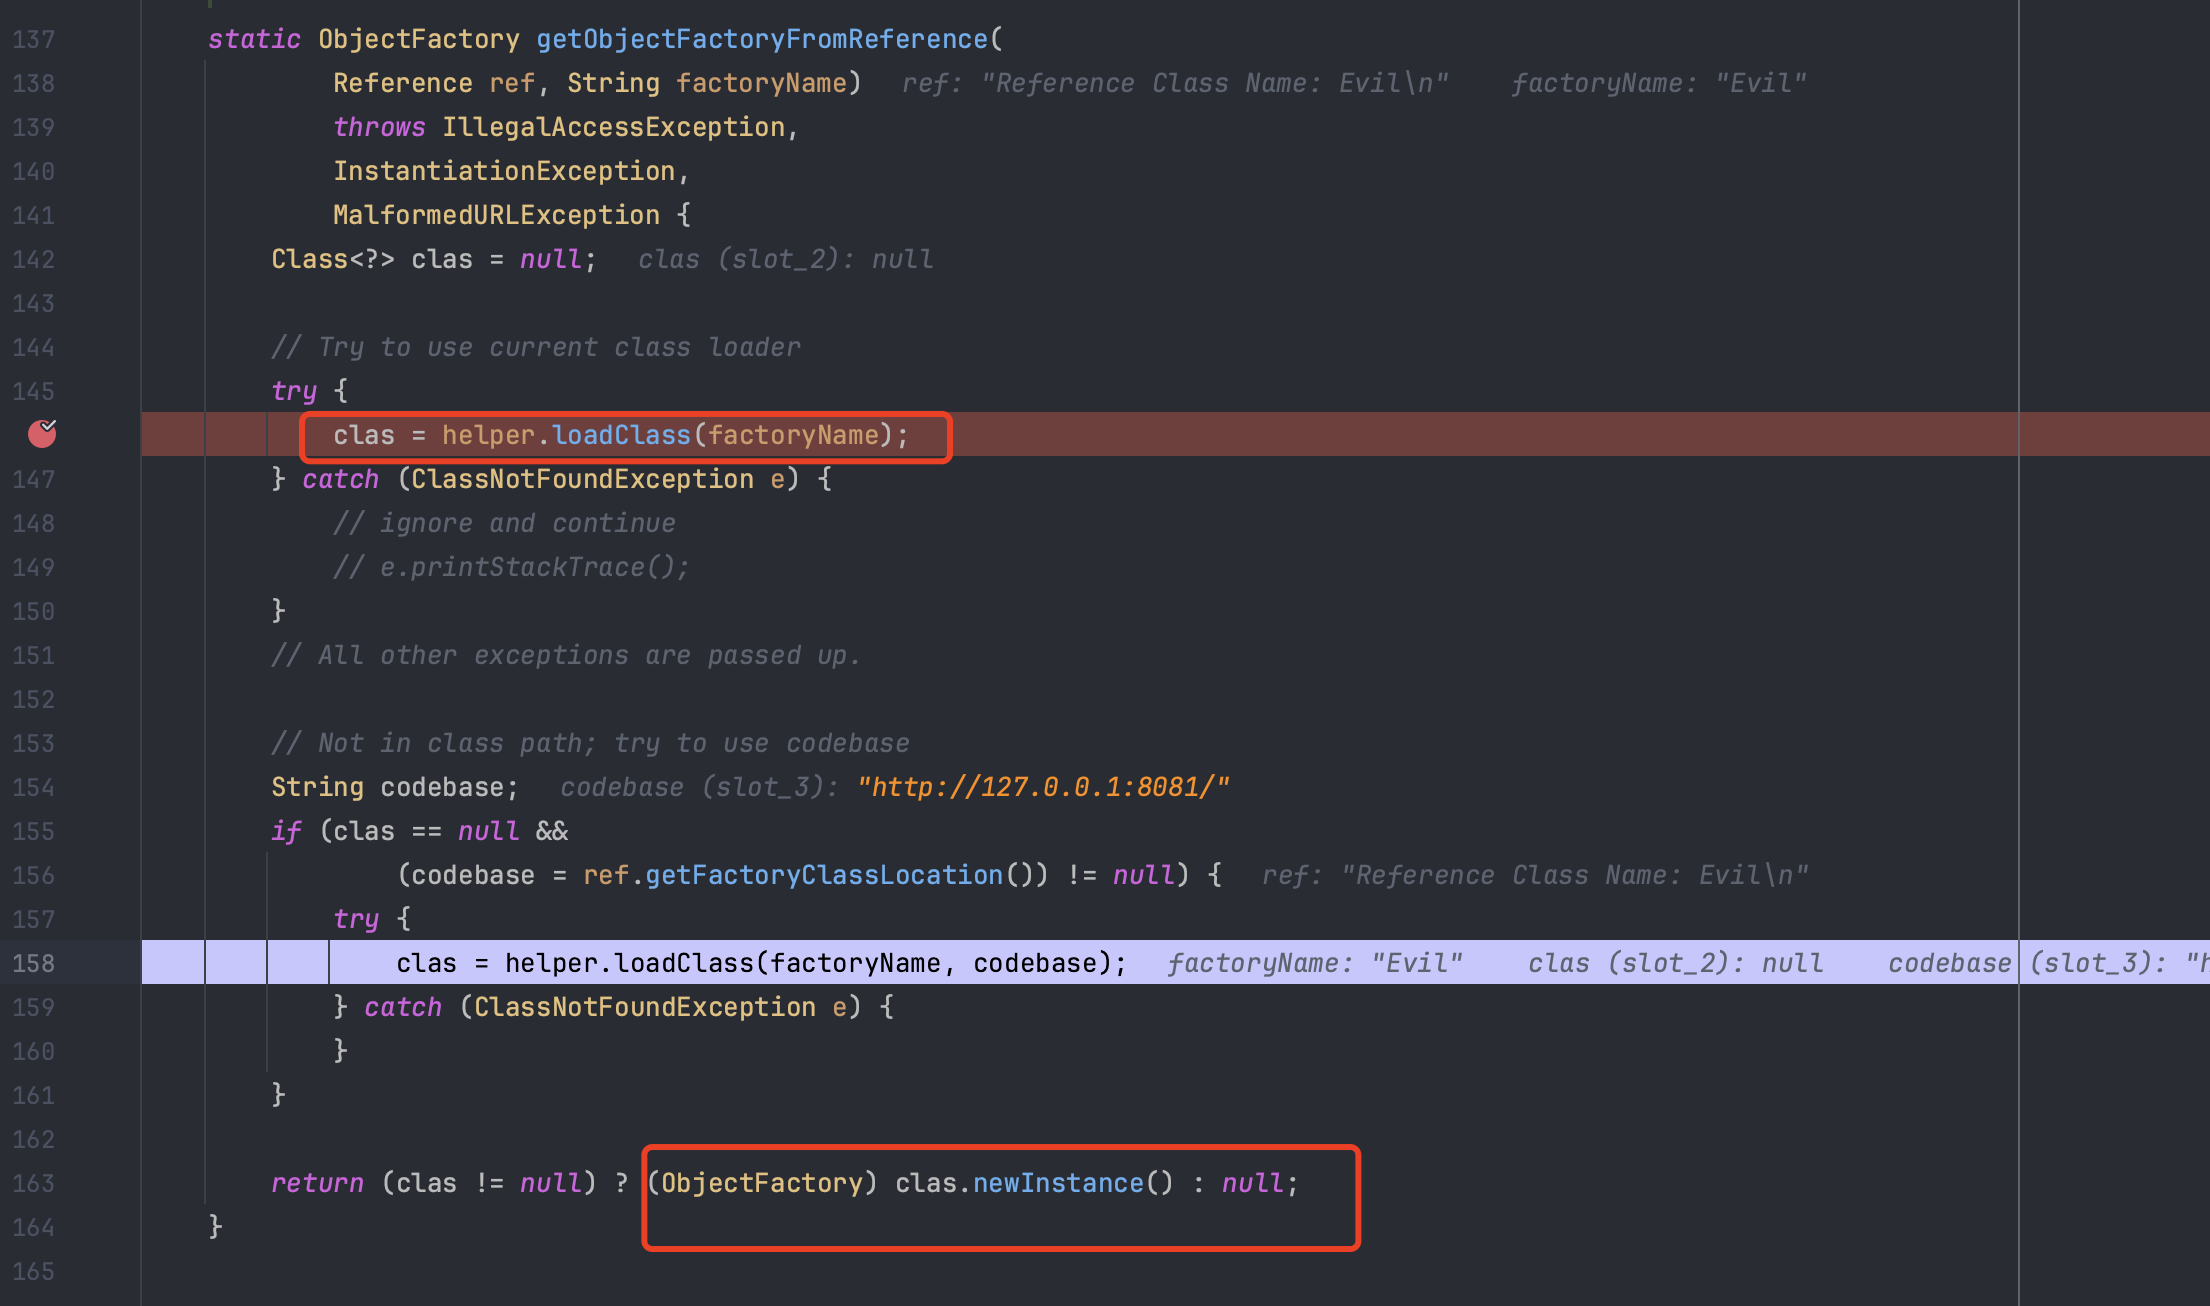 137 static ObjectFactory getObjectFactoryFromReference(
138 Reference ref, String factoryName) ref: "Reference Class Name: Evil\n" factoryName: "Evil"
139 throws IllegalAccessException,
140 InstantiationException,
141 MalformedURLException {
142 Class<?> clas = null; clas (slot_2): null
143
144 // Try to use current class loader
145 try {
clas = helper.loadClass(factoryName);
147 } catch (ClassNotFoundException e) {
148 // ignore and continue
149 // e.printStackTrace();
150 }
151 // All other exceptions are passed up.
152
153 // Not in class path; try to use codebase
154 String codebase; codebase (slot_3): "http://127.0.0.1:8081/"
155 if (clas == null &&
156 (codebase = ref.getFactoryClassLocation()) != null) { ref: "Reference Class Name: Evil\n"
157 try {
158 clas = helper.loadClass(factoryName, codebase); factoryName: "Evil" clas (slot_2): null codebase (slot_3): "h
159 } catch (ClassNotFoundException e) {
160 }
161 }
162
163 return (clas != null) ? (ObjectFactory) clas.newInstance() : null;
164 }
165